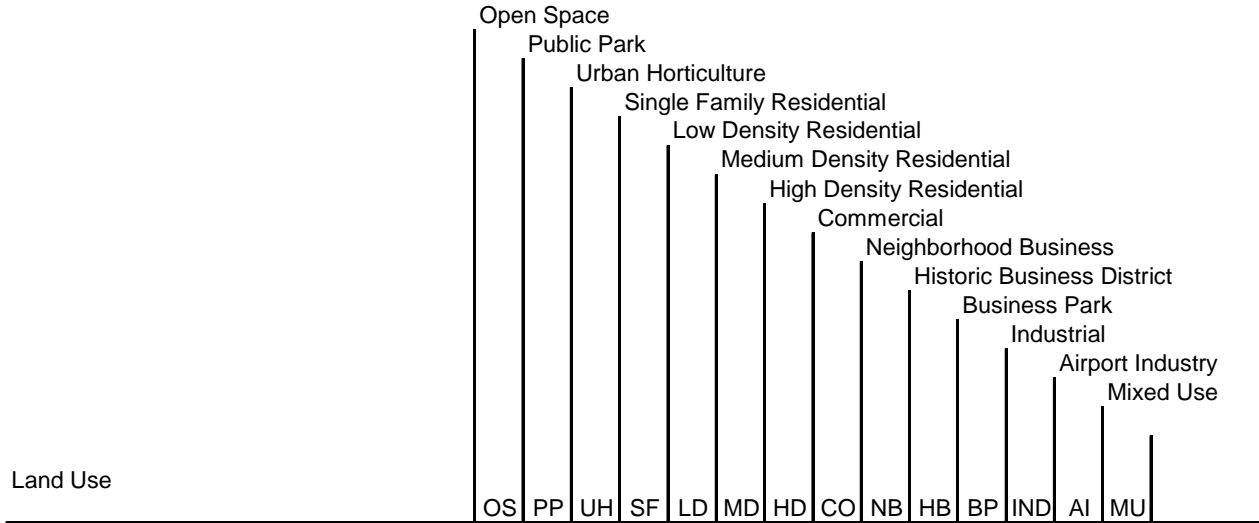 Open Space
Public Park
Urban Horticulture
Single Family Residential
Low Density Residential
Medium Density Residential
High Density Residential
Commercial
Neighborhood Business
Historic Business District
Business Park
Industrial
Airport Industry
Mixed Use
Land Use
OS PP UH SF LD MD HD CO NB HB BP IND AI MU